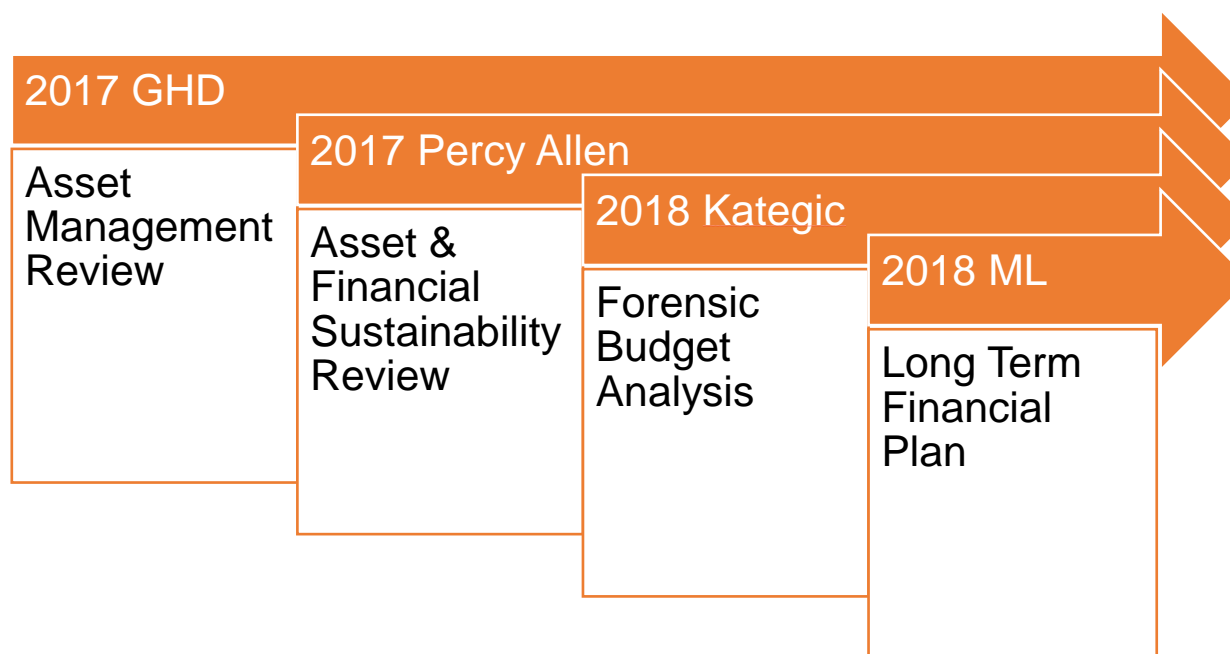 2017 GHD
Asset
Management
Review
2017 Percy Allen
Asset &
Financial
Sustainability
Review
2018 Kategic
Forensic
Budget
Analysis
2018 ML
Long Term
Financial
Plan